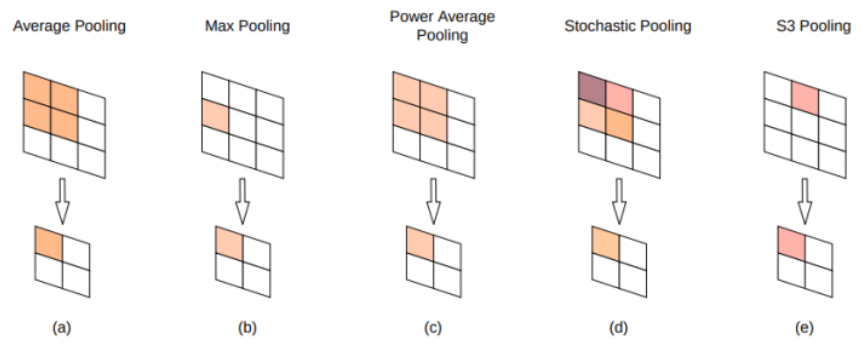 Average Pooling
Max Pooling
Power Average
Pooling
Stochastic Pooling
S3 Pooling
(a)
(b)
(c)
(d)
(e)